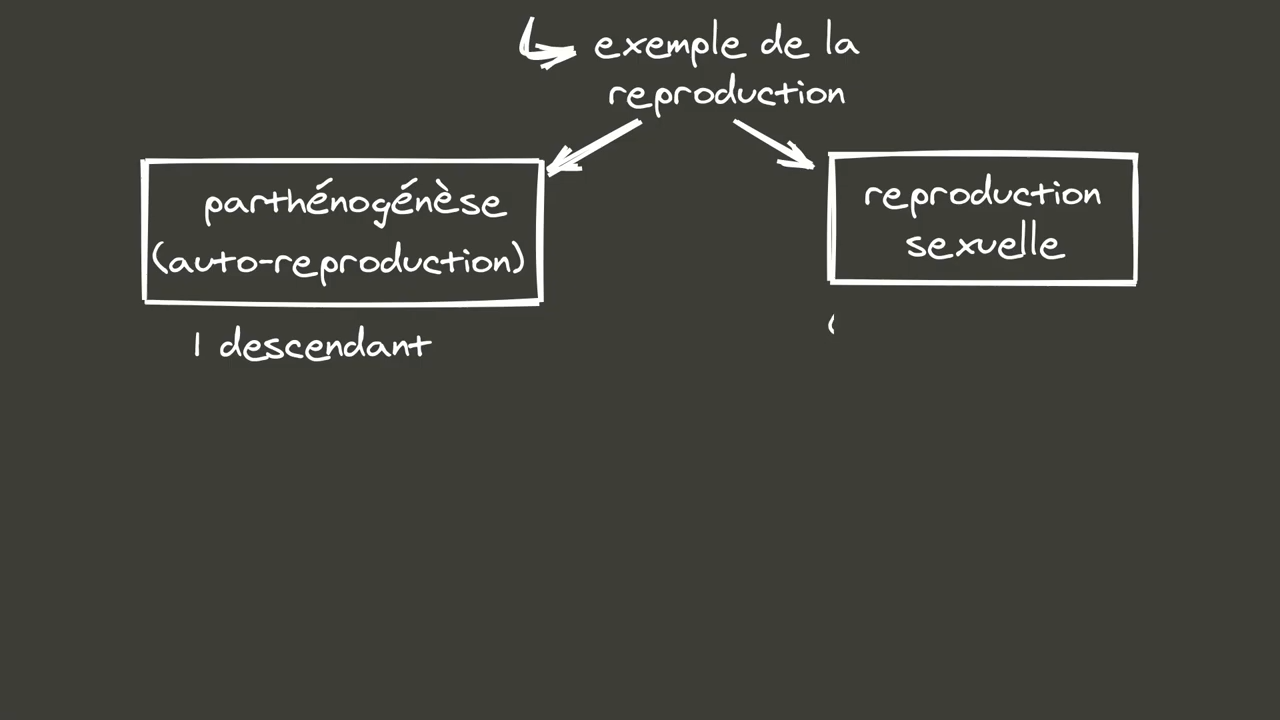 exemple de la
reproduction
parthénogénèse
(auto-reproduction)
reproduction
sexuelle
1 descendant